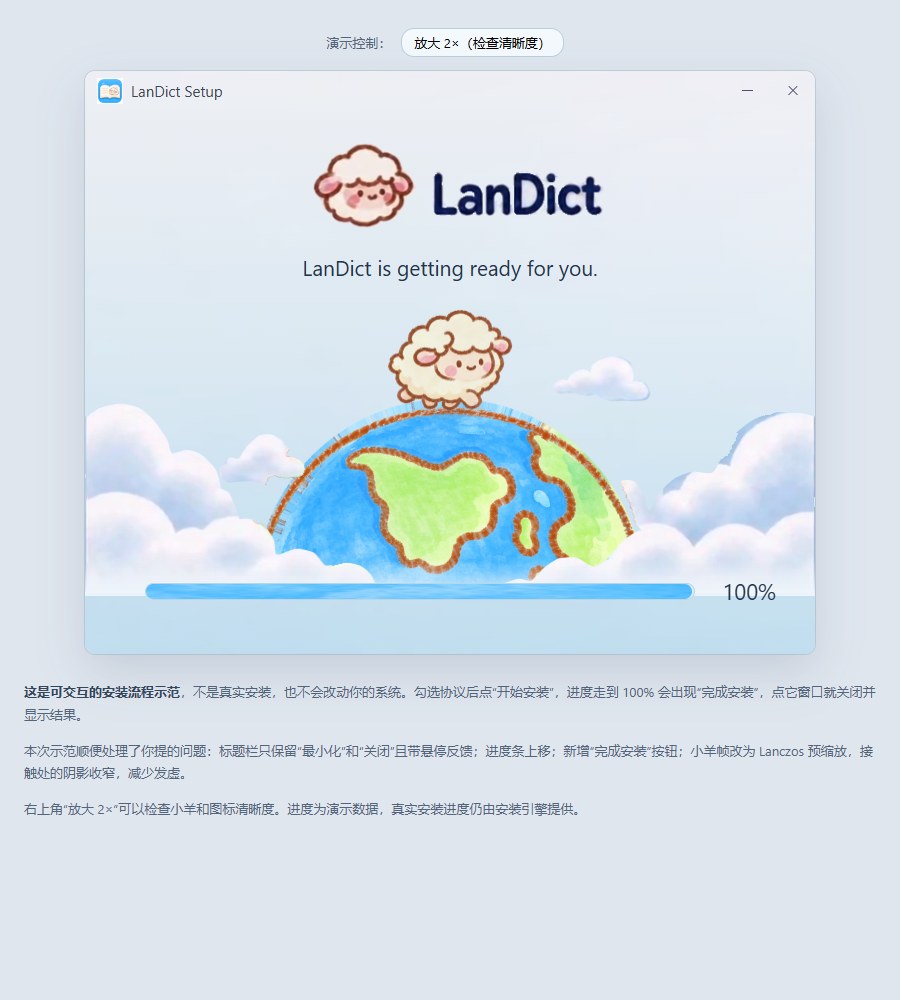 演示控制：
放大 2×（检查清晰度）
LanDict Setup
LanDict
LanDict is getting ready for you.
100%
这是可交互的安装流程示范，不是真实安装，也不会改动你的系统。勾选协议后点“开始安装”，进度走到 100% 会出现“完成安装”，点它窗口就关闭并
显示结果。
本次示范顺便处理了你提的问题：标题栏只保留“最小化”和“关闭”且带悬停反馈；进度条上移；新增“完成安装”按钮；小羊帧改为 Lanczos 预缩放，接
触处的阴影收窄，减少发虚。
右上角“放大 2×”可以检查小羊和图标清晰度。进度为演示数据，真实安装进度仍由安装引擎提供。